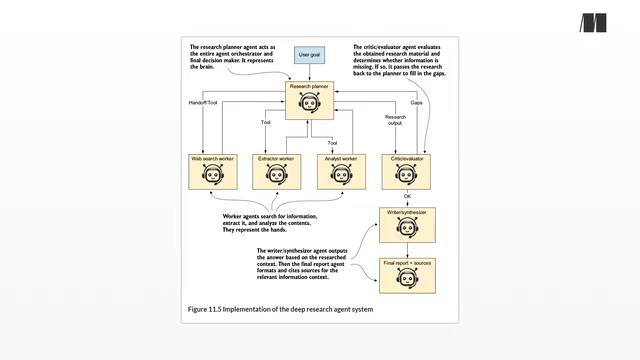 The research planner agent acts as
the entire agent orchestrator and
final decision maker. It represents
the brain.
The critic/evaluator agent evaluates
the obtained research material and
determines whether information is
missing. If so, it passes the research
back to the planner to fill in the gaps.
User goal
Research planner
Handoff/Tool
Gaps
Tool
Research
output
Tool
Web search worker
Extractor worker
Analyst worker
Critic/evaluator
OK
Worker agents search for information,
extract it, and analyze the contents.
They represent the hands.
Writer/synthesizer
The writer/synthesizer agent outputs
the answer based on the researched
context. Then the final report agent
formats and cites sources for the
relevant information context.
Final report + sources
Figure 11.5 Implementation of the deep research agent system